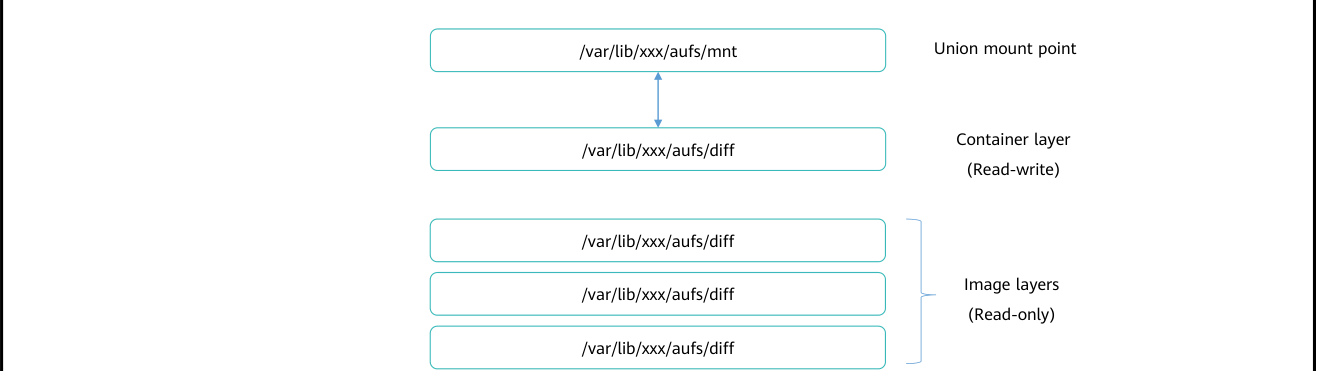 /var/lib/xxx/aufs/mnt
Union mount point
/var/lib/xxx/aufs/diff
Container layer
(Read-write)
/var/lib/xxx/aufs/diff
/var/lib/xxx/aufs/diff
/var/lib/xxx/aufs/diff
Image layers
(Read-only)